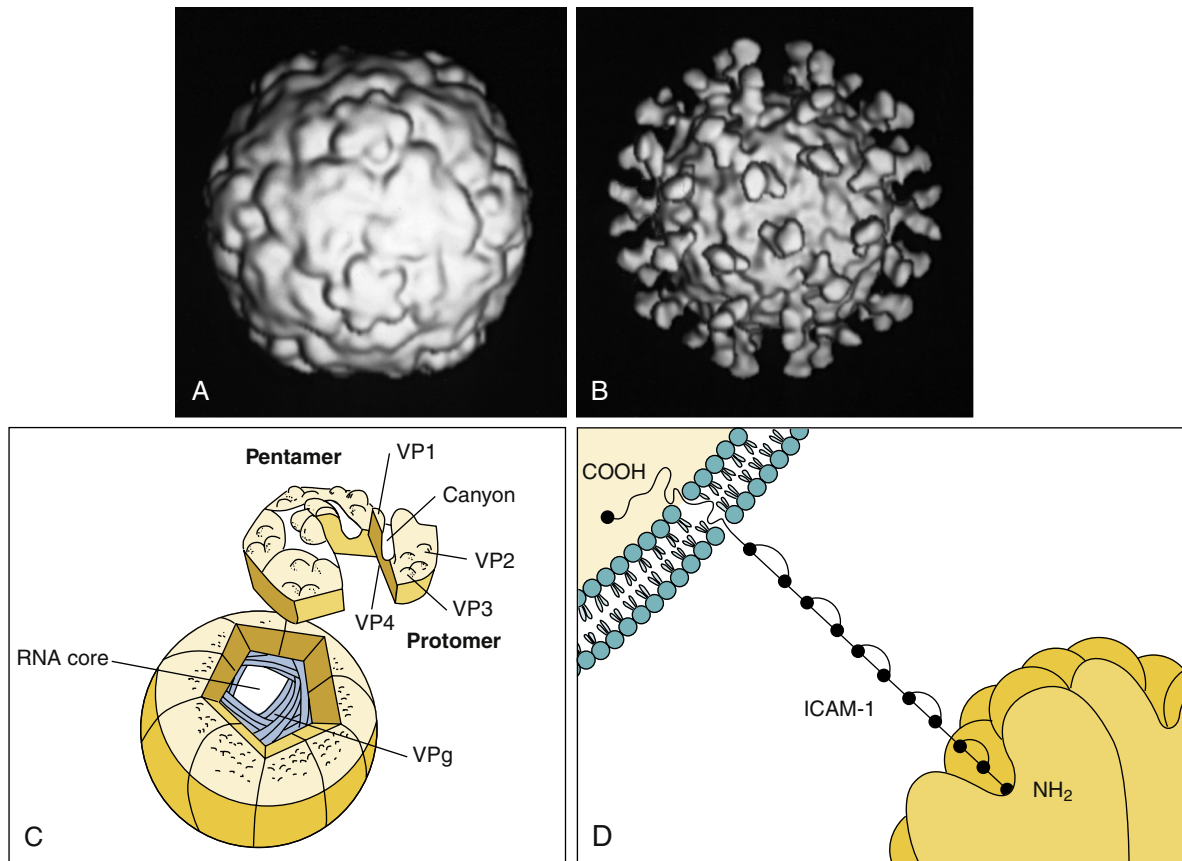 A
B
Pentamer
VP1
Canyon
VP2
VP3
VP4
Protomer
RNA core
VPg
C
COOH
ICAM-1
NH₂
D